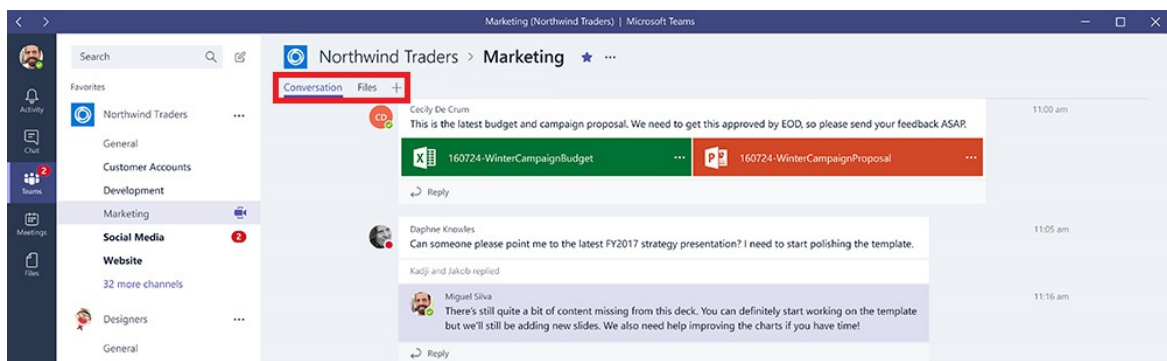 Marketing (Northwind Traders) | Microsoft Teams
Search
Northwind Traders > Marketing
Favorites
Conversation Files +
Activity
Northwind Traders
General
Chat
Customer Accounts
2
Development
Teams
Marketing
Meetings
Social Media
2
Website
Files
32 more channels
Designers
General
CD
Cecily De Crum
11:00 am
This is the latest budget and campaign proposal. We need to get this approved by EOD, so please send your feedback ASAP.
X 160724-WinterCampaignBudget
P 160724-WinterCampaignProposal
Reply
Daphne Knowles
11:05 am
Can someone please point me to the latest FY2017 strategy presentation? I need to start polishing the template.
Kadji and Jakob replied
Miguel Silva
11:16 am
There's still quite a bit of content missing from this deck. You can definitely start working on the template
but we'll still be adding new slides. We also need help improving the charts if you have time!
Reply